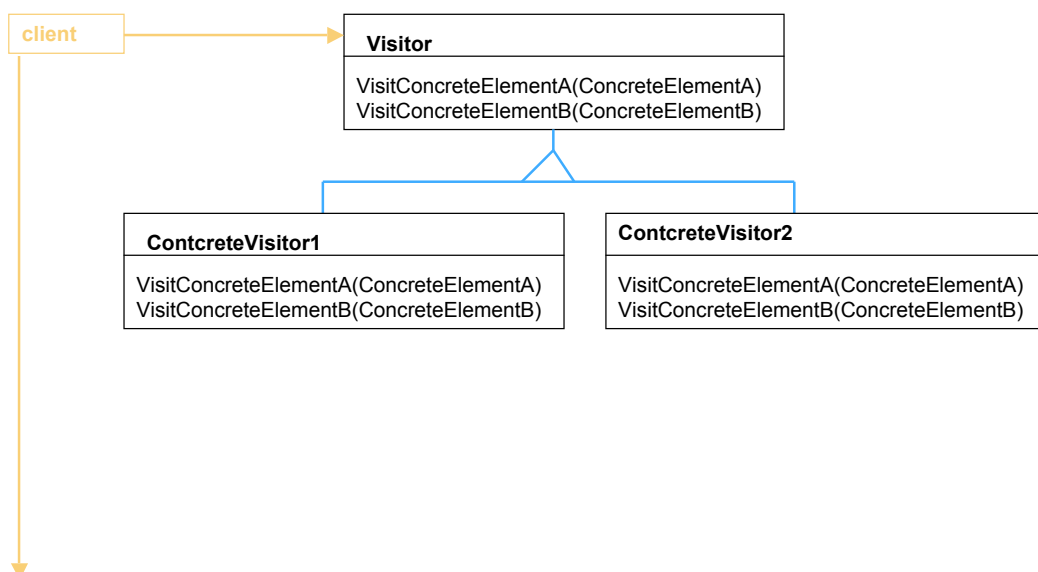 client
Visitor
VisitConcreteElementA(ConcreteElementA)
VisitConcreteElementB(ConcreteElementB)
ContcreteVisitor1
VisitConcreteElementA(ConcreteElementA)
VisitConcreteElementB(ConcreteElementB)
ContcreteVisitor2
VisitConcreteElementA(ConcreteElementA)
VisitConcreteElementB(ConcreteElementB)